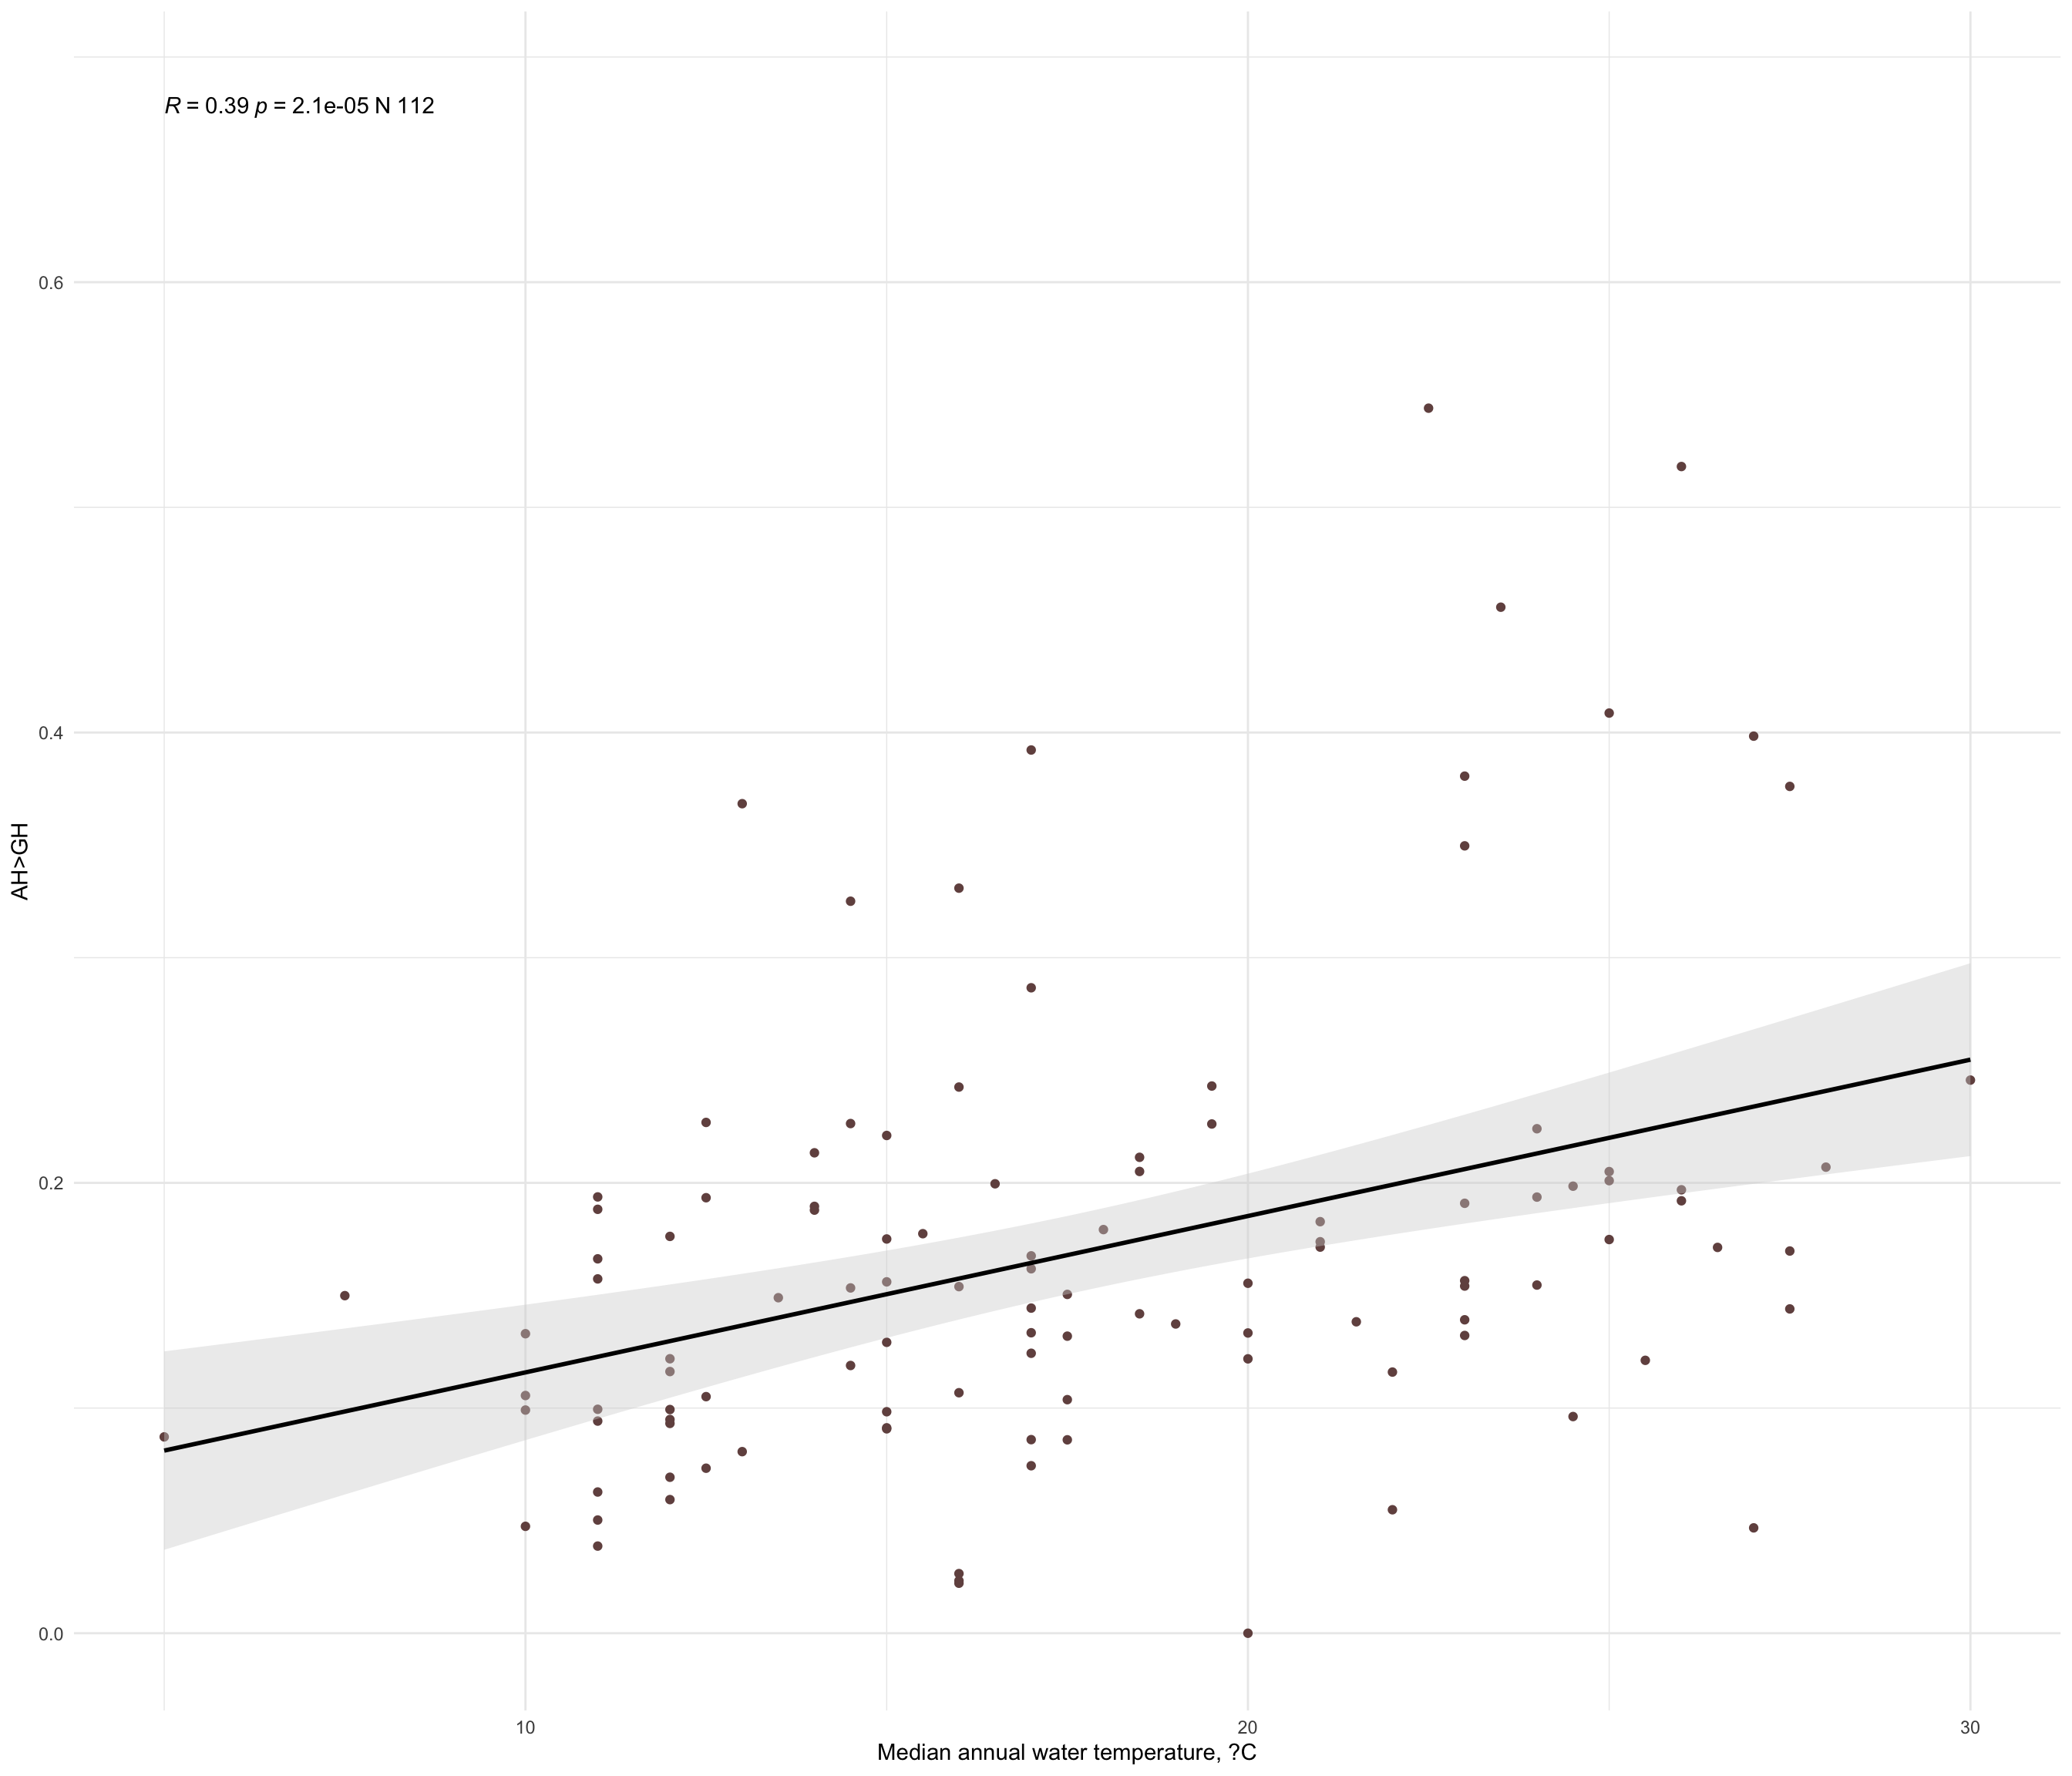 R = 0.39 p = 2.1e-05 N 112
0.6
0.4
AH>GH
0.2
0.0
10
20
30
Median annual water temperature, ?C